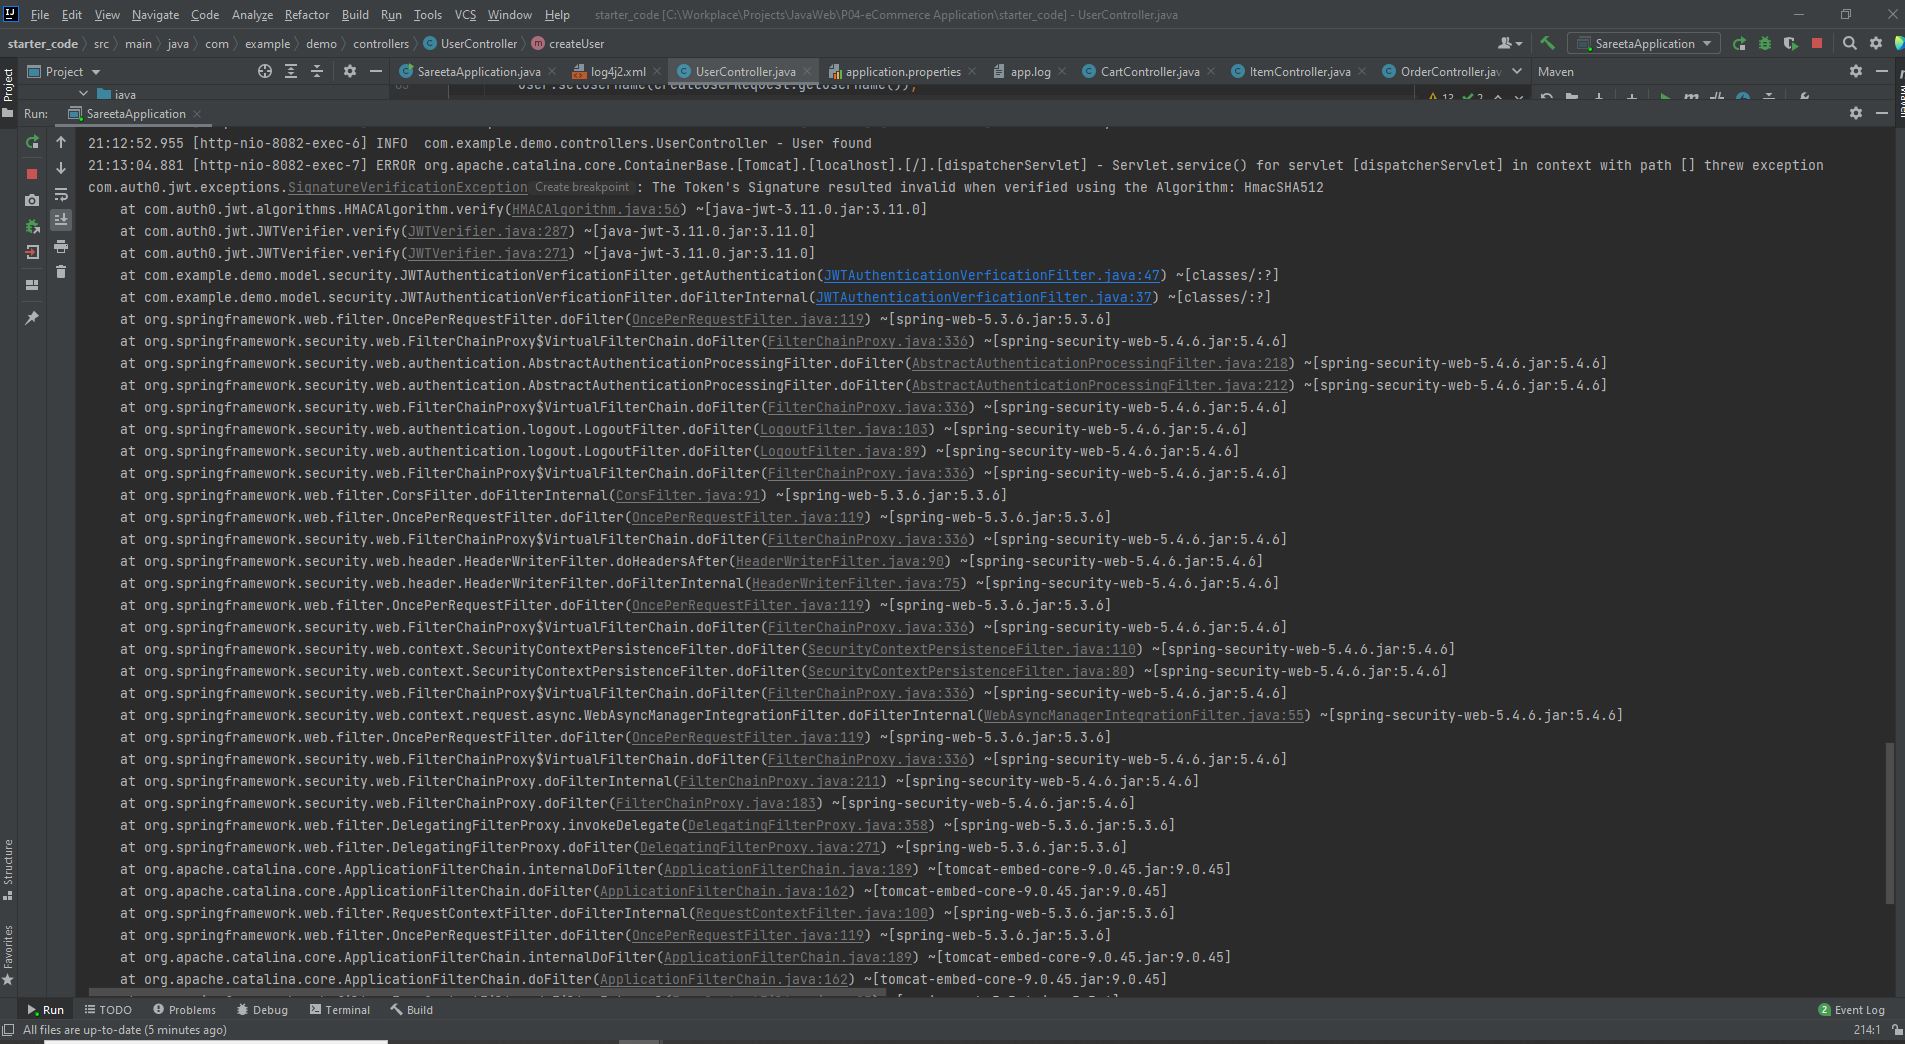 File Edit View Navigate Code Analyze Refactor Build Run Tools VCS Window Help starter_code [C:\Workplace\Projects\JavaWeb\P04-eCommerce Application\starter_code] - UserController.java
starter_code src main java com example demo controllers UserController createUser SareetaApplication
Project SareetaApplication.java log4j2.xml UserController.java application.properties app.log CartController.java ItemController.java OrderController.jav Maven
java
Run: SareetaApplication
21:12:52.955 [http-nio-8082-exec-6] INFO  com.example.demo.controllers.UserController - User found
21:13:04.881 [http-nio-8082-exec-7] ERROR org.apache.catalina.core.ContainerBase.[Tomcat].[localhost].[/].[dispatcherServlet] - Servlet.service() for servlet [dispatcherServlet] in context with path [] threw exception
com.auth0.jwt.exceptions.SignatureVerificationException Create breakpoint : The Token's Signature resulted invalid when verified using the Algorithm: HmacSHA512
at com.auth0.jwt.algorithms.HMACAlgorithm.verify(HMACAlgorithm.java:56) ~[java-jwt-3.11.0.jar:3.11.0]
at com.auth0.jwt.JWTVerifier.verify(JWTVerifier.java:287) ~[java-jwt-3.11.0.jar:3.11.0]
at com.auth0.jwt.JWTVerifier.verify(JWTVerifier.java:271) ~[java-jwt-3.11.0.jar:3.11.0]
at com.example.demo.model.security.JWTAuthenticationVerficationFilter.getAuthentication(JWTAuthenticationVerficationFilter.java:47) ~[classes/:?]
at com.example.demo.model.security.JWTAuthenticationVerficationFilter.doFilterInternal(JWTAuthenticationVerficationFilter.java:37) ~[classes/:?]
at org.springframework.web.filter.OncePerRequestFilter.doFilter(OncePerRequestFilter.java:119) ~[spring-web-5.3.6.jar:5.3.6]
at org.springframework.security.web.FilterChainProxy$VirtualFilterChain.doFilter(FilterChainProxy.java:336) ~[spring-security-web-5.4.6.jar:5.4.6]
at org.springframework.security.web.authentication.AbstractAuthenticationProcessingFilter.doFilter(AbstractAuthenticationProcessingFilter.java:218) ~[spring-security-web-5.4.6.jar:5.4.6]
at org.springframework.security.web.authentication.AbstractAuthenticationProcessingFilter.doFilter(AbstractAuthenticationProcessingFilter.java:212) ~[spring-security-web-5.4.6.jar:5.4.6]
at org.springframework.security.web.FilterChainProxy$VirtualFilterChain.doFilter(FilterChainProxy.java:336) ~[spring-security-web-5.4.6.jar:5.4.6]
at org.springframework.security.web.authentication.logout.LogoutFilter.doFilter(LogoutFilter.java:103) ~[spring-security-web-5.4.6.jar:5.4.6]
at org.springframework.security.web.authentication.logout.LogoutFilter.doFilter(LogoutFilter.java:89) ~[spring-security-web-5.4.6.jar:5.4.6]
at org.springframework.security.web.FilterChainProxy$VirtualFilterChain.doFilter(FilterChainProxy.java:336) ~[spring-security-web-5.4.6.jar:5.4.6]
at org.springframework.web.filter.CorsFilter.doFilterInternal(CorsFilter.java:91) ~[spring-web-5.3.6.jar:5.3.6]
at org.springframework.web.filter.OncePerRequestFilter.doFilter(OncePerRequestFilter.java:119) ~[spring-web-5.3.6.jar:5.3.6]
at org.springframework.security.web.FilterChainProxy$VirtualFilterChain.doFilter(FilterChainProxy.java:336) ~[spring-security-web-5.4.6.jar:5.4.6]
at org.springframework.security.web.header.HeaderWriterFilter.doHeadersAfter(HeaderWriterFilter.java:90) ~[spring-security-web-5.4.6.jar:5.4.6]
at org.springframework.security.web.header.HeaderWriterFilter.doFilterInternal(HeaderWriterFilter.java:75) ~[spring-security-web-5.4.6.jar:5.4.6]
at org.springframework.web.filter.OncePerRequestFilter.doFilter(OncePerRequestFilter.java:119) ~[spring-web-5.3.6.jar:5.3.6]
at org.springframework.security.web.FilterChainProxy$VirtualFilterChain.doFilter(FilterChainProxy.java:336) ~[spring-security-web-5.4.6.jar:5.4.6]
at org.springframework.security.web.context.SecurityContextPersistenceFilter.doFilter(SecurityContextPersistenceFilter.java:110) ~[spring-security-web-5.4.6.jar:5.4.6]
at org.springframework.security.web.context.SecurityContextPersistenceFilter.doFilter(SecurityContextPersistenceFilter.java:80) ~[spring-security-web-5.4.6.jar:5.4.6]
at org.springframework.security.web.FilterChainProxy$VirtualFilterChain.doFilter(FilterChainProxy.java:336) ~[spring-security-web-5.4.6.jar:5.4.6]
at org.springframework.security.web.context.request.async.WebAsyncManagerIntegrationFilter.doFilterInternal(WebAsyncManagerIntegrationFilter.java:55) ~[spring-security-web-5.4.6.jar:5.4.6]
at org.springframework.web.filter.OncePerRequestFilter.doFilter(OncePerRequestFilter.java:119) ~[spring-web-5.3.6.jar:5.3.6]
at org.springframework.security.web.FilterChainProxy$VirtualFilterChain.doFilter(FilterChainProxy.java:336) ~[spring-security-web-5.4.6.jar:5.4.6]
at org.springframework.security.web.FilterChainProxy.doFilterInternal(FilterChainProxy.java:211) ~[spring-security-web-5.4.6.jar:5.4.6]
at org.springframework.security.web.FilterChainProxy.doFilter(FilterChainProxy.java:183) ~[spring-security-web-5.4.6.jar:5.4.6]
at org.springframework.web.filter.DelegatingFilterProxy.invokeDelegate(DelegatingFilterProxy.java:358) ~[spring-web-5.3.6.jar:5.3.6]
at org.springframework.web.filter.DelegatingFilterProxy.doFilter(DelegatingFilterProxy.java:271) ~[spring-web-5.3.6.jar:5.3.6]
at org.apache.catalina.core.ApplicationFilterChain.internalDoFilter(ApplicationFilterChain.java:189) ~[tomcat-embed-core-9.0.45.jar:9.0.45]
at org.apache.catalina.core.ApplicationFilterChain.doFilter(ApplicationFilterChain.java:162) ~[tomcat-embed-core-9.0.45.jar:9.0.45]
at org.springframework.web.filter.RequestContextFilter.doFilterInternal(RequestContextFilter.java:100) ~[spring-web-5.3.6.jar:5.3.6]
at org.springframework.web.filter.OncePerRequestFilter.doFilter(OncePerRequestFilter.java:119) ~[spring-web-5.3.6.jar:5.3.6]
at org.apache.catalina.core.ApplicationFilterChain.internalDoFilter(ApplicationFilterChain.java:189) ~[tomcat-embed-core-9.0.45.jar:9.0.45]
at org.apache.catalina.core.ApplicationFilterChain.doFilter(ApplicationFilterChain.java:162) ~[tomcat-embed-core-9.0.45.jar:9.0.45]
Project
Structure
Favorites
Run TODO Problems Debug Terminal Build 2 Event Log
All files are up-to-date (5 minutes ago) 214:1